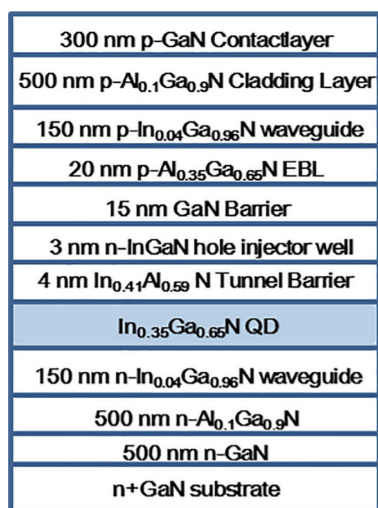 300 nm p-GaN Contactlayer
500 nm p-Al₀.₁Ga₀.₉N Cladding Layer
150 nm p-In₀.₀₄Ga₀.₉₆N waveguide
20 nm p-Al₀.₃₅Ga₀.₆₅N EBL
15 nm GaN Barrier
3 nm n-InGaN hole injector well
4 nm In₀.₄₁Al₀.₅₉ N Tunnel Barrier
In₀.₃₅Ga₀.₆₅N QD
150 nm n-In₀.₀₄Ga₀.₉₆N waveguide
500 nm n-Al₀.₁Ga₀.₉N
500 nm n-GaN
n+GaN substrate